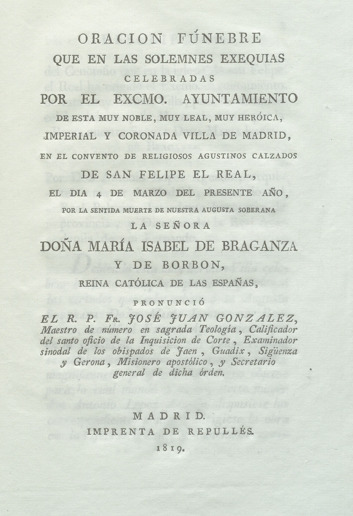 ORACION FÚNEBRE
QUE EN LAS SOLEMNES EXEQUIAS
CELEBRADAS
POR EL EXCMO. AYUNTAMIENTO
DE ESTA MUY NOBLE, MUY LEAL, MUY HERÓICA,
IMPERIAL Y CORONADA VILLA DE MADRID,
EN EL CONVENTO DE RELIGIOSOS AGUSTINOS CALZADOS
DE SAN FELIPE EL REAL,
EL DIA 4 DE MARZO DEL PRESENTE AÑO,
POR LA SENTIDA MUERTE DE NUESTRA AUGUSTA SOBERANA
LA SEÑORA
DOÑA MARÍA ISABEL DE BRAGANZA
Y DE BORBON,
REINA CATÓLICA DE LAS ESPAÑAS,
PRONUNCIÓ
EL R. P. FR. JOSÉ JUAN GONZALEZ,
Maestro de número en sagrada Teología, Calificador
del santo oficio de la Inquisicion de Corte, Examinador
sinodal de los obispados de Jaen, Guadix, Sigüenza
y Gerona, Misionero apostólico, y Secretario
general de dicha órden.
MADRID.
IMPRENTA DE REPULLÉS.
1819.